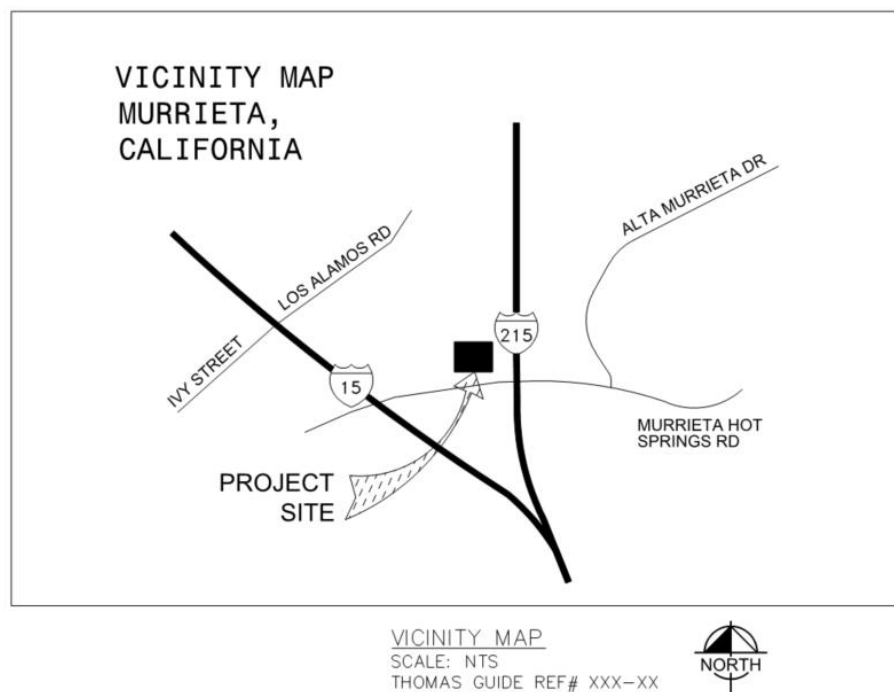 VICINITY MAP
MURRIETA,
CALIFORNIA
ALTA MURRIETA DR
LOS ALAMOS RD
IVY STREET
215
15
MURRIETA HOT
SPRINGS RD
PROJECT
SITE
VICINITY MAP
SCALE: NTS
THOMAS GUIDE REF# XXX-XX
NORTH